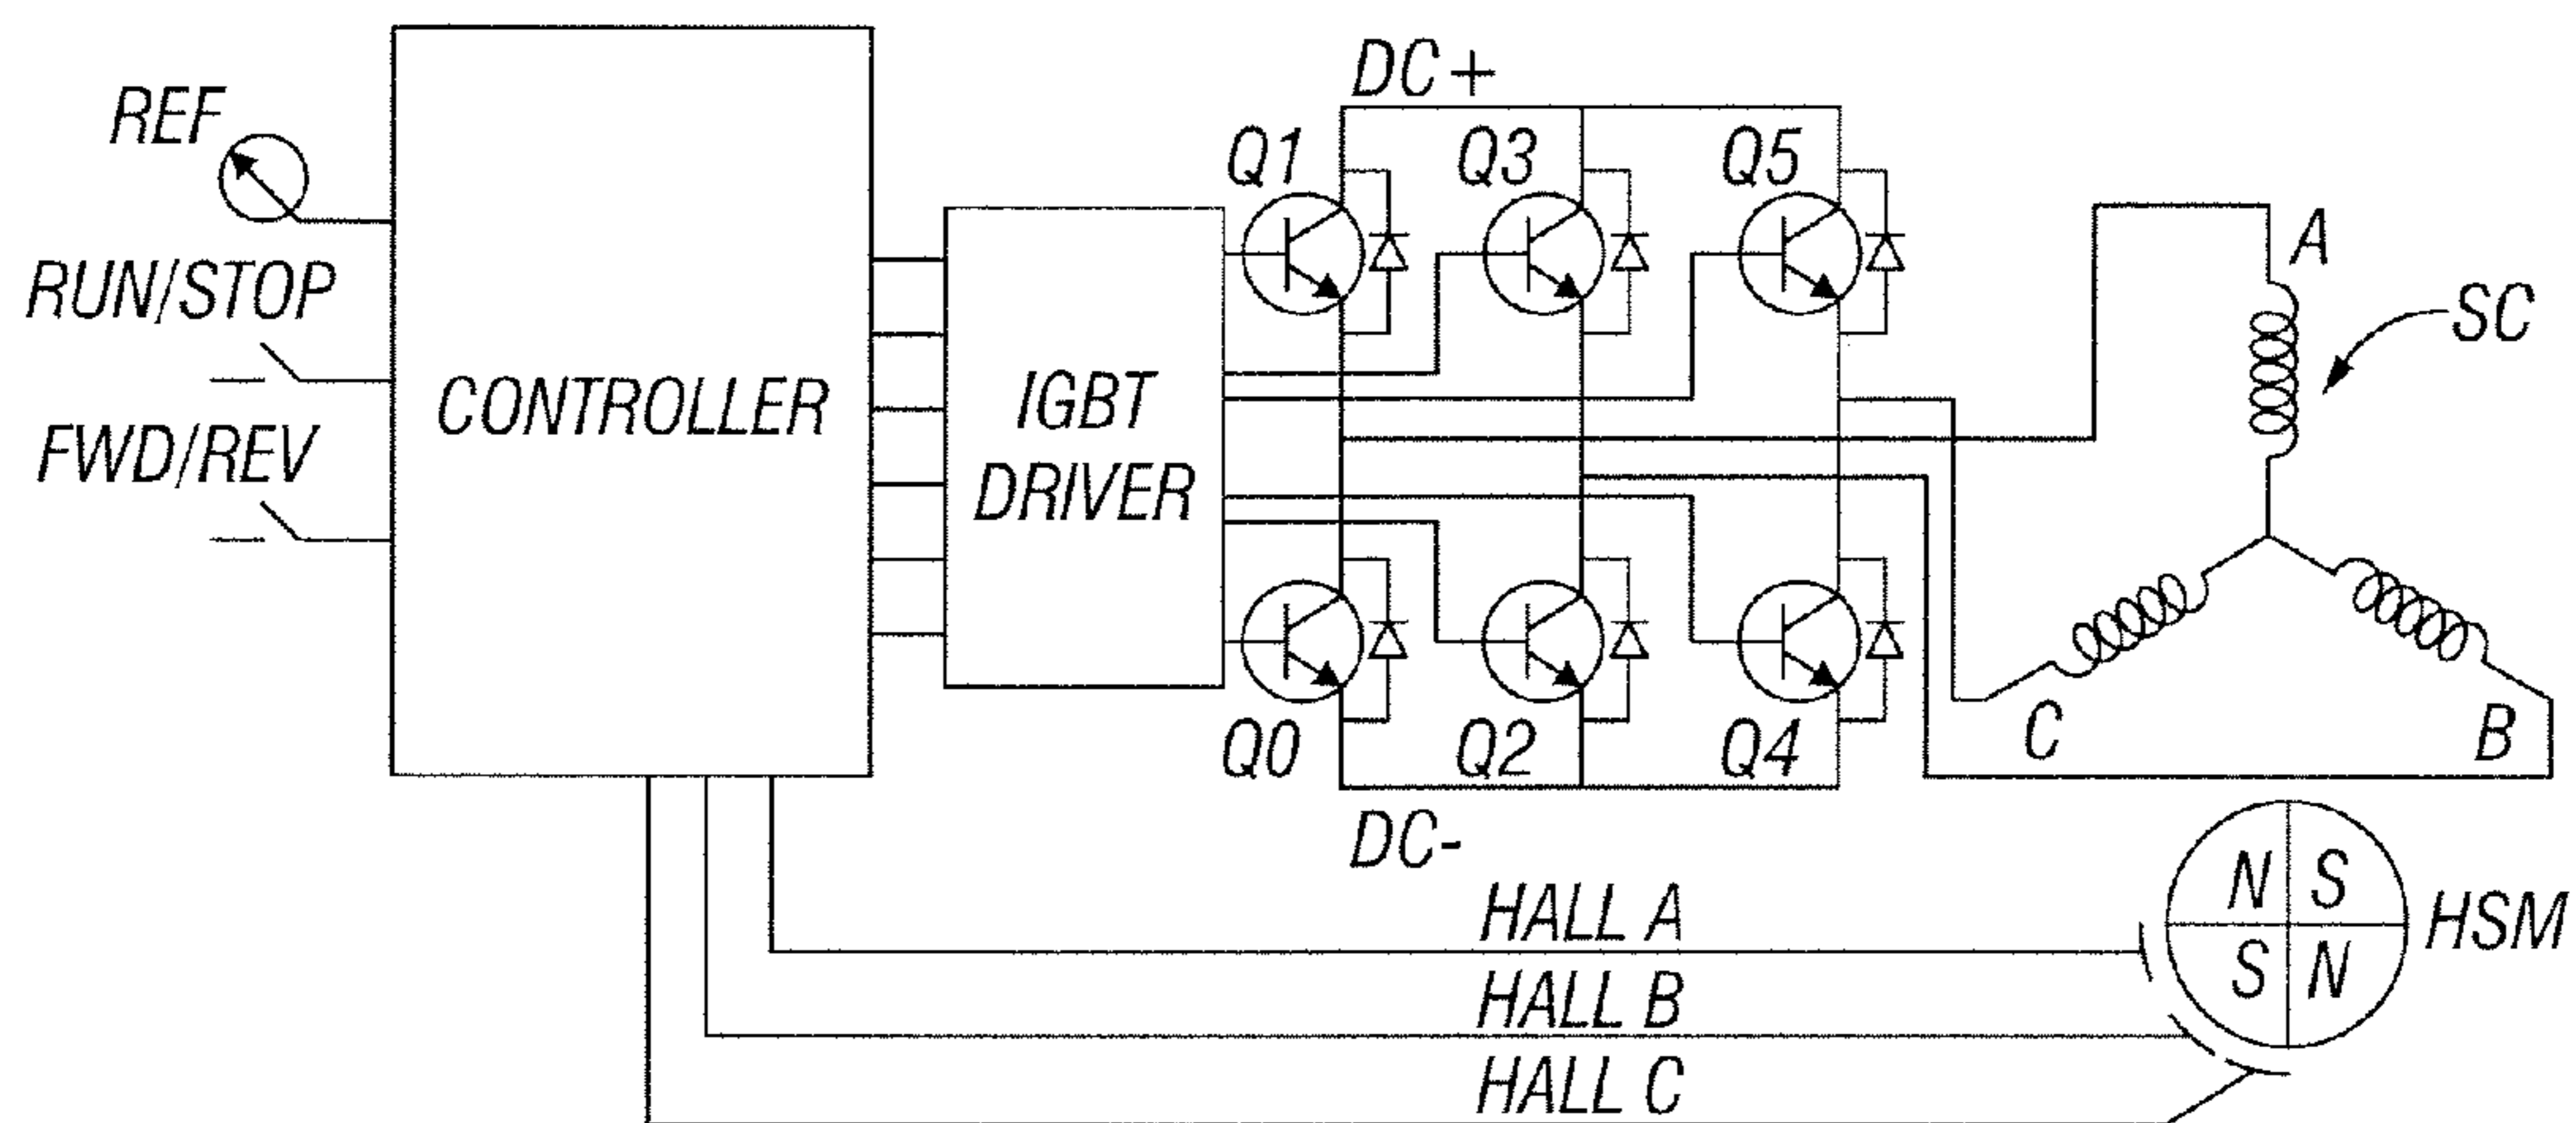 DC+
REF
Q1
Q3
Q5
A
RUN/STOP
SC
CONTROLLER
IGBT
DRIVER
FWD/REV
Q0
Q2
Q4
C
B
DC-
N
S
HALL A
HSM
S
N
HALL B
HALL C